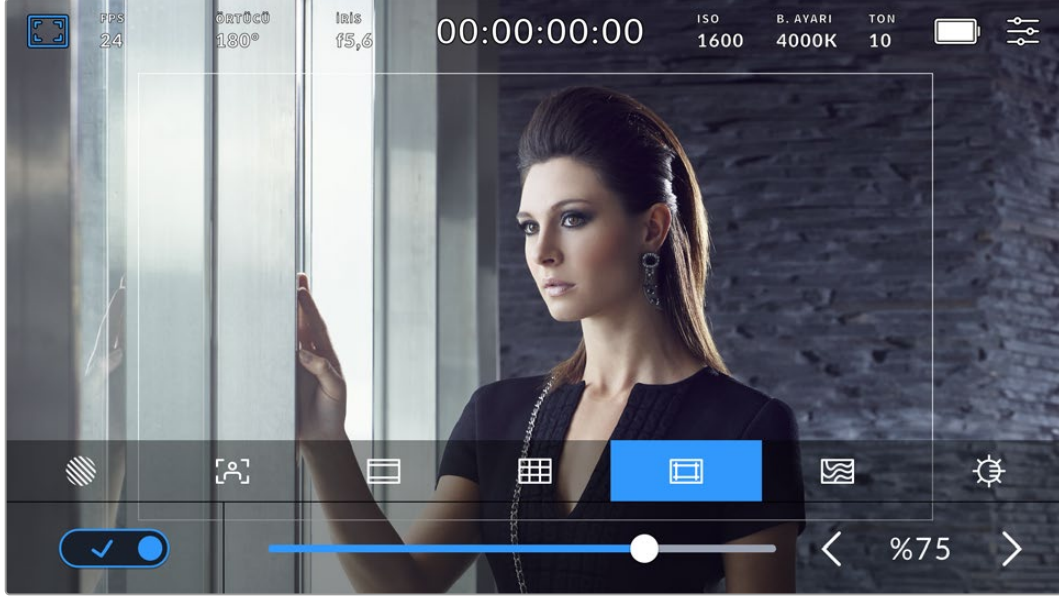 FPS
24
ÖRTÜCÜ
180°
İRİS
f5,6
00:00:00:00
ISO
1600
B. AYARI
4000K
TON
10
%75